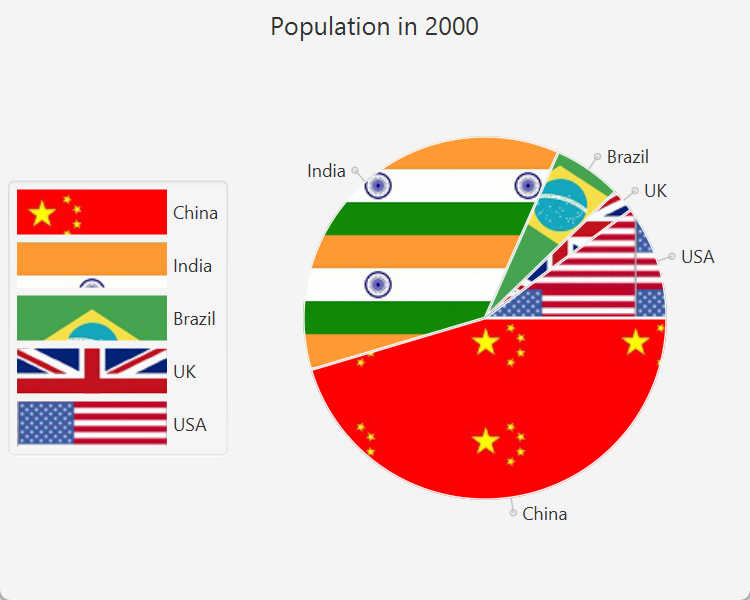 Population in 2000
China
India
Brazil
UK
USA
India
Brazil
UK
USA
China